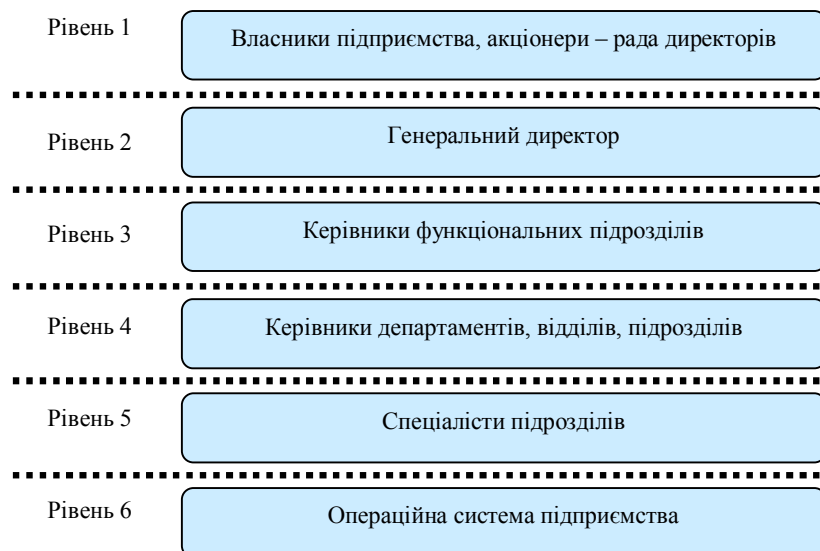 Рівень 1
Власники підприємства, акціонери – рада директорів
Рівень 2
Генеральний директор
Рівень 3
Керівники функціональних підрозділів
Рівень 4
Керівники департаментів, відділів, підрозділів
Рівень 5
Спеціалісти підрозділів
Рівень 6
Операційна система підприємства